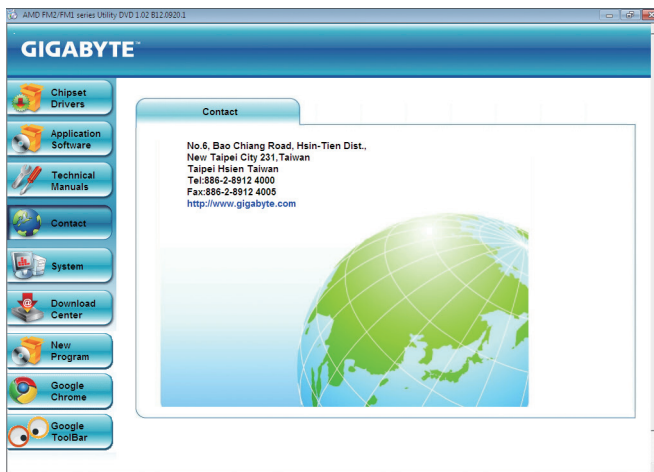 AMD FM2/FM1 series Utility DVD 1.02 B12.0920.1
GIGABYTE™
Chipset
Drivers
Application
Software
Technical
Manuals
Contact
System
Download
Center
New
Program
Google
Chrome
Google
ToolBar
Contact
No.6, Bao Chiang Road, Hsin-Tien Dist.,
New Taipei City 231,Taiwan
Taipei Hsien Taiwan
Tel:886-2-8912 4000
Fax:886-2-8912 4005
http://www.gigabyte.com